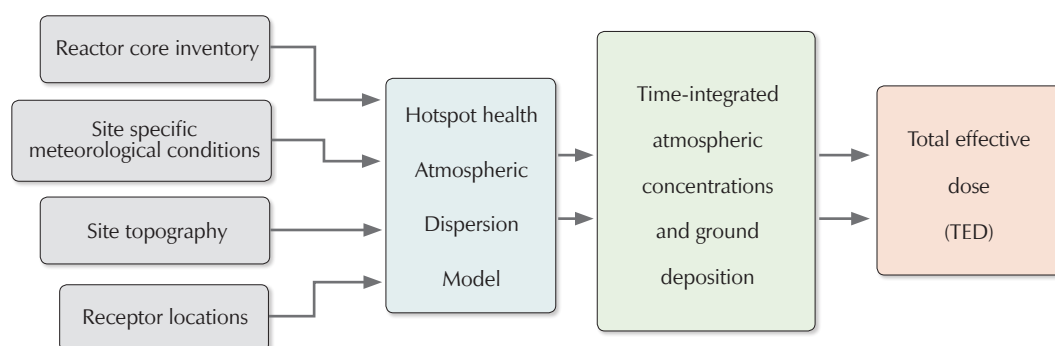 Reactor core inventory
Site specific
meteorological conditions
Site topography
Receptor locations
Hotspot health
Atmospheric
Dispersion
Model
Time-integrated
atmospheric
concentrations
and ground
deposition
Total effective
dose
(TED)